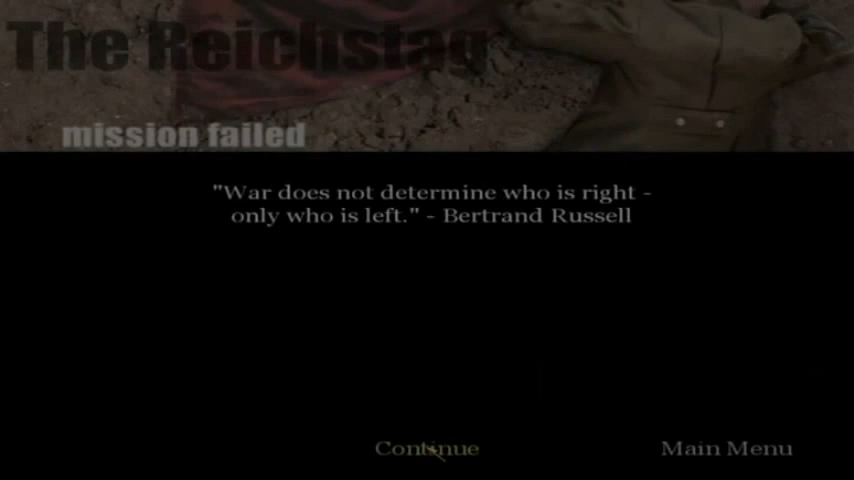 The Reichstag
mission failed
"War does not determine who is right -
only who is left." - Bertrand Russell
Continue
Main Menu